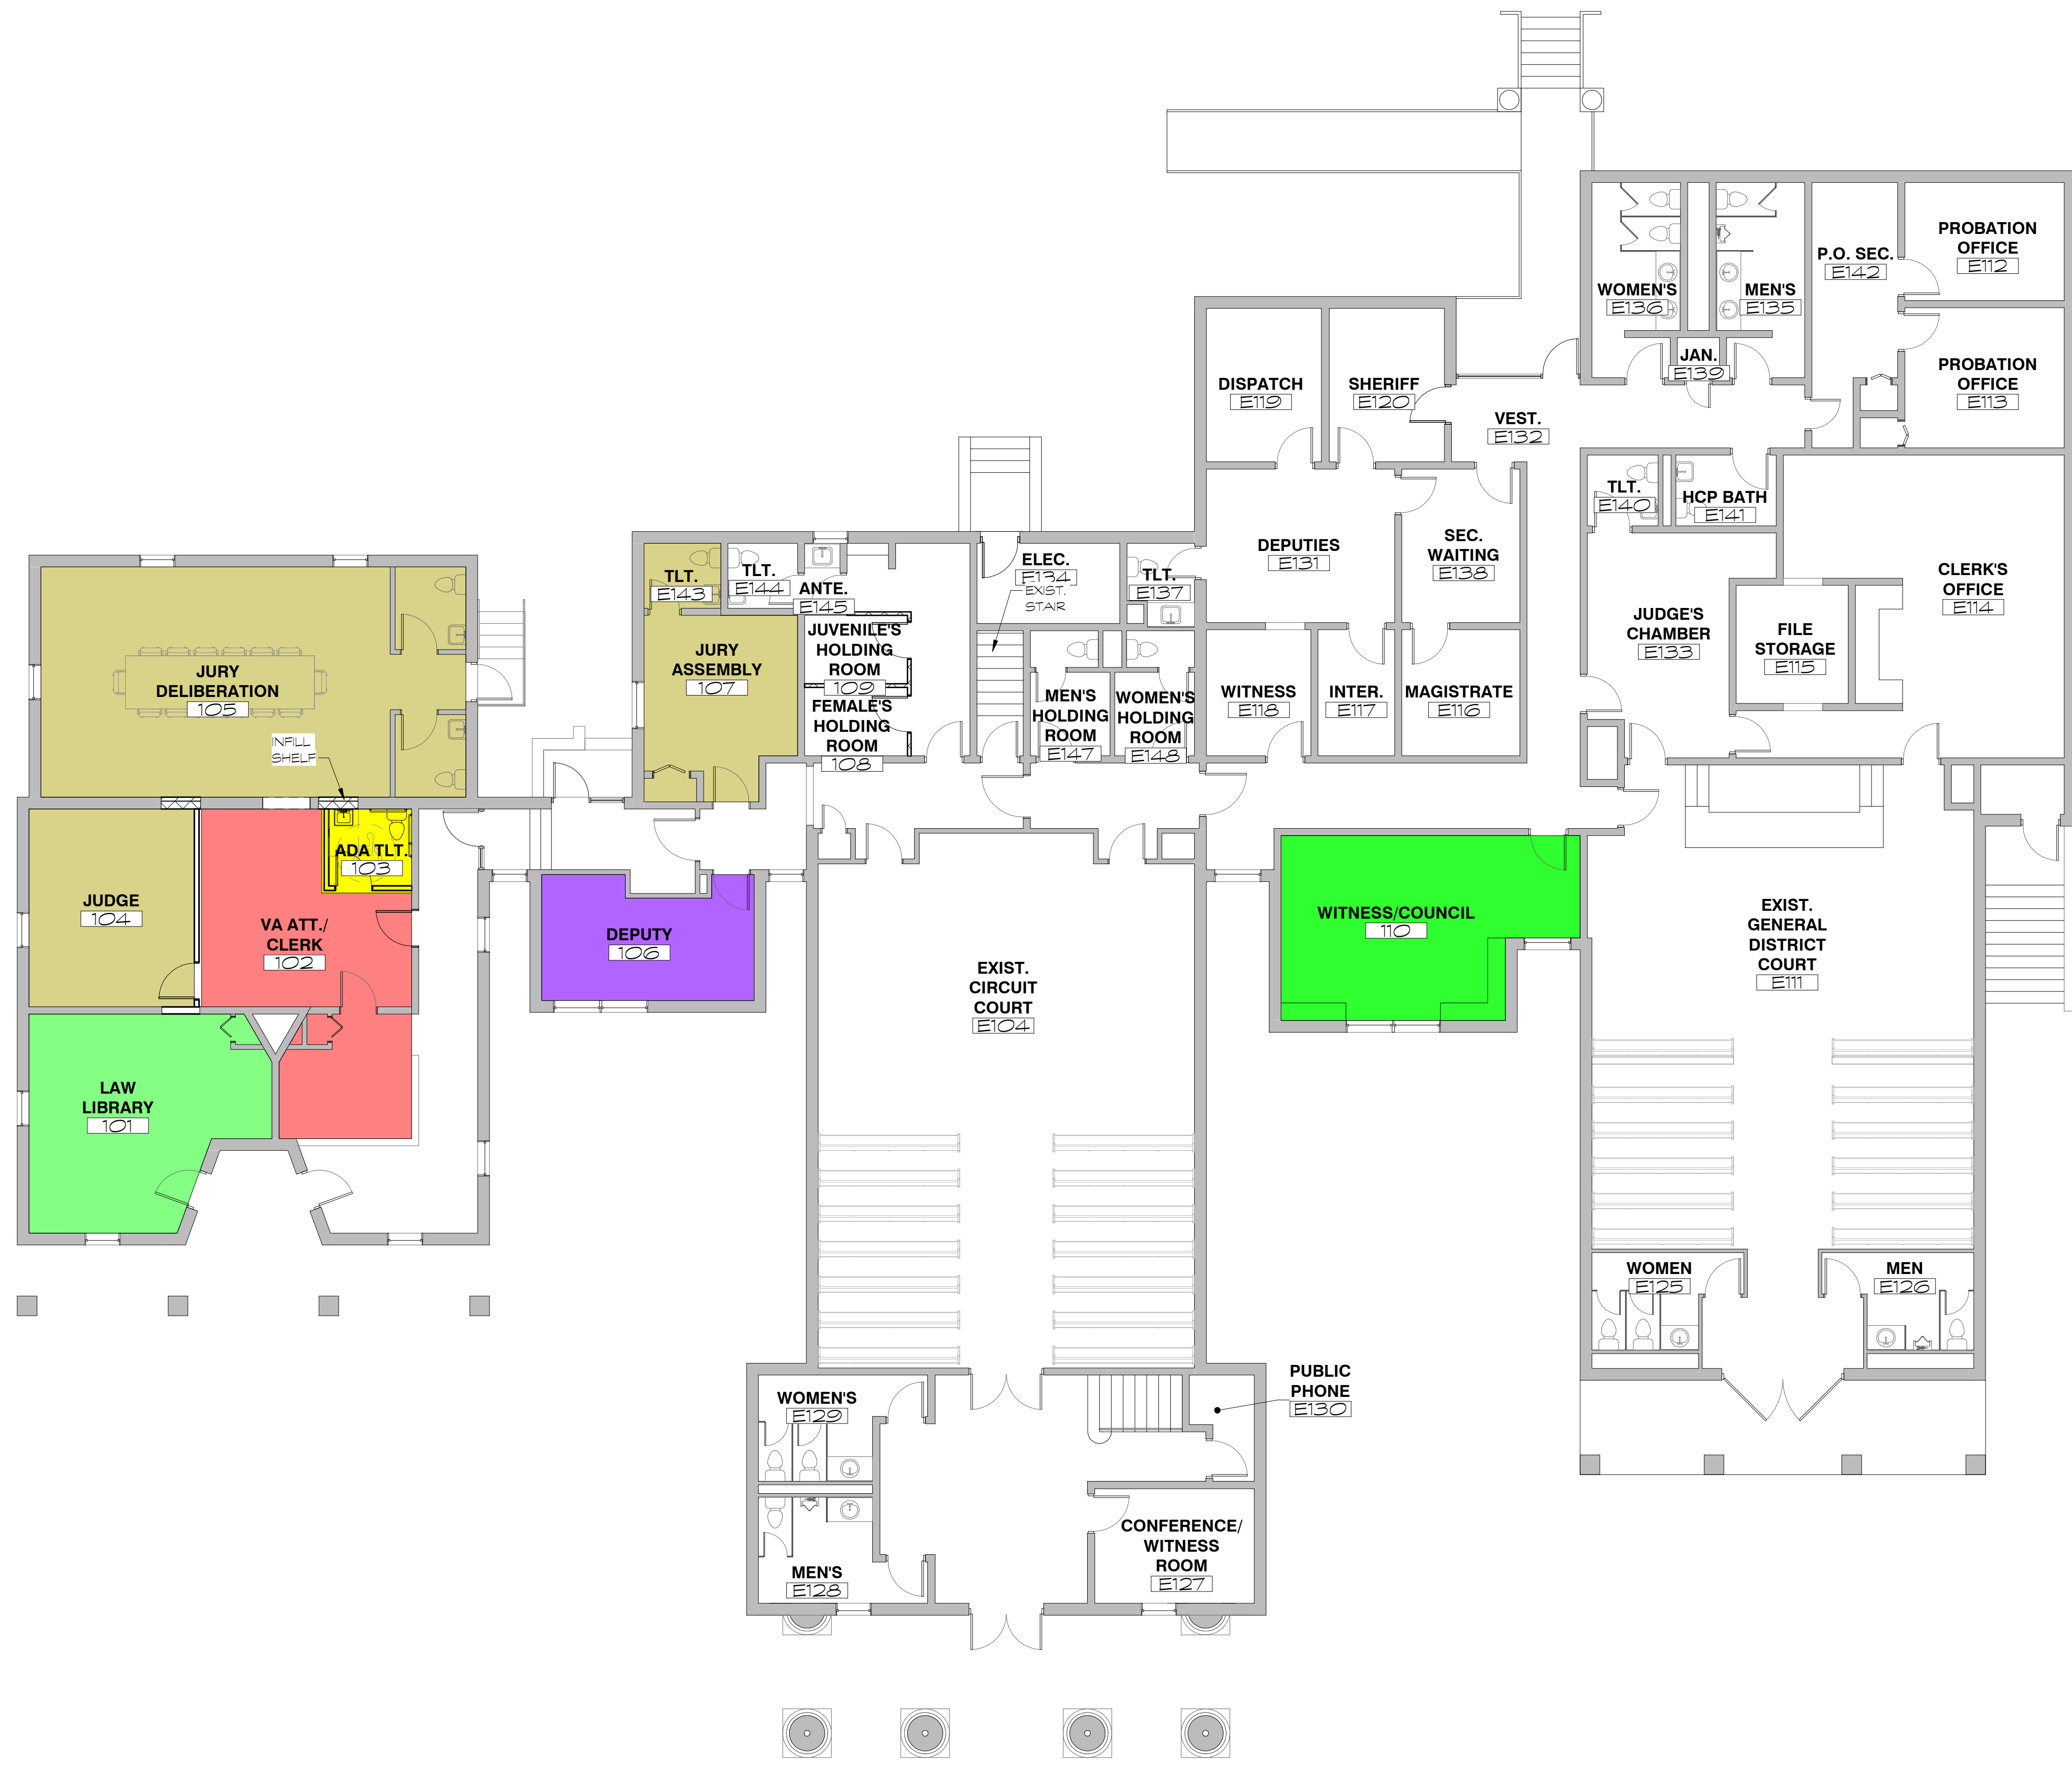 PROBATION
OFFICE
E112
P.O. SEC.
E142
WOMEN'S
E136
MEN'S
E135
JAN.
E139
PROBATION
OFFICE
E113
DISPATCH
E119
SHERIFF
E120
VEST.
E132
TLT.
E140
HCP BATH
E141
DEPUTIES
E131
SEC.
WAITING
E138
CLERK'S
OFFICE
E114
JUDGE'S
CHAMBER
E133
FILE
STORAGE
E115
TLT.
E143
TLT.
E144
ANTE.
E145
ELEC.
E134
EXIST.
STAIR
TLT.
E137
JURY
DELIBERATION
105
JURY
ASSEMBLY
107
JUVENILE'S
HOLDING
ROOM
109
FEMALE'S
HOLDING
ROOM
108
MEN'S
HOLDING
ROOM
E147
WOMEN'S
HOLDING
ROOM
E148
WITNESS
E118
INTER.
E117
MAGISTRATE
E116
INFILL
SHELF
ADA TLT.
103
JUDGE
104
VA ATT./
CLERK
102
DEPUTY
106
WITNESS/COUNCIL
110
EXIST.
GENERAL
DISTRICT
COURT
E111
EXIST.
CIRCUIT
COURT
E104
LAW
LIBRARY
101
WOMEN
E125
MEN
E126
PUBLIC
PHONE
E130
WOMEN'S
E129
CONFERENCE/
WITNESS
ROOM
E127
MEN'S
E128